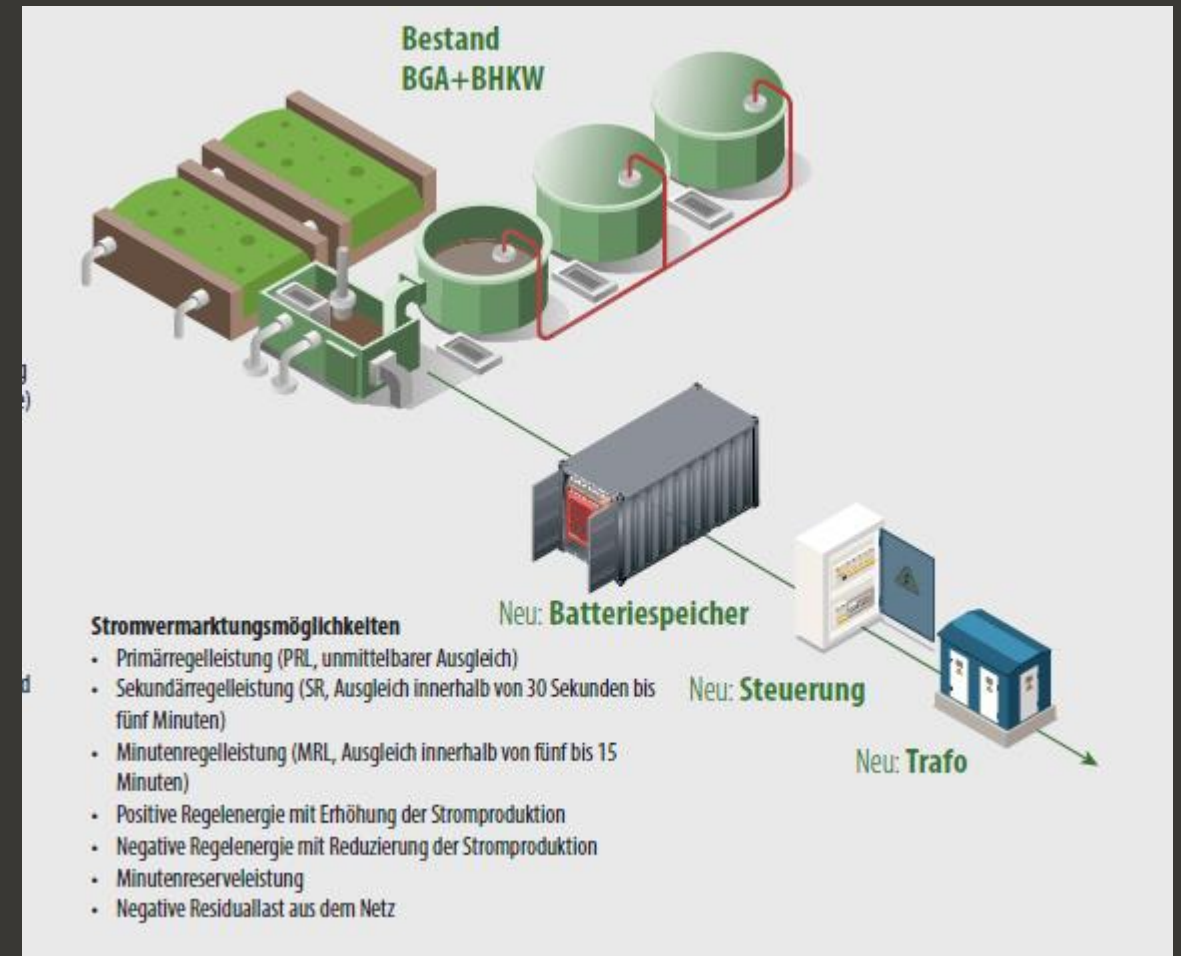 Bestand
BGA+BHKW
g
e)
d
Neu: Batteriespeicher
Neu: Steuerung
Neu: Trafo
Stromvermarktungsmöglichkeiten
• Primärregelleistung (PRL, unmittelbarer Ausgleich)
• Sekundärregelleistung (SR, Ausgleich innerhalb von 30 Sekunden bis
fünf Minuten)
• Minutenregelleistung (MRL, Ausgleich innerhalb von fünf bis 15
Minuten)
• Positive Regelenergie mit Erhöhung der Stromproduktion
• Negative Regelenergie mit Reduzierung der Stromproduktion
• Minutenreserveleistung
• Negative Residuallast aus dem Netz